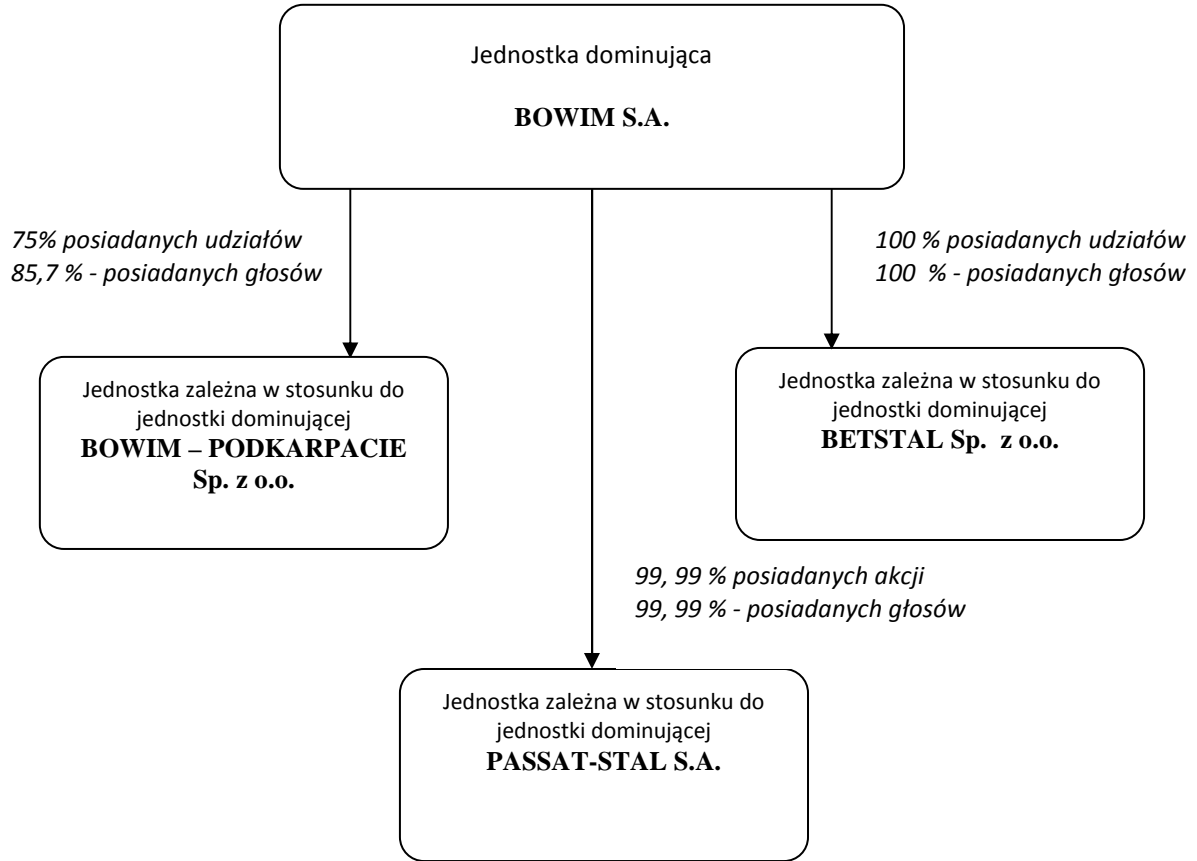 Jednostka dominująca
BOWIM S.A.
75% posiadanych udziałów
85,7 % - posiadanych głosów
100 % posiadanych udziałów
100 % - posiadanych głosów
Jednostka zależna w stosunku do
jednostki dominującej
BOWIM – PODKARPACIE
Sp. z o.o.
Jednostka zależna w stosunku do
jednostki dominującej
BETSTAL Sp. z o.o.
99, 99 % posiadanych akcji
99, 99 % - posiadanych głosów
Jednostka zależna w stosunku do
jednostki dominującej
PASSAT-STAL S.A.